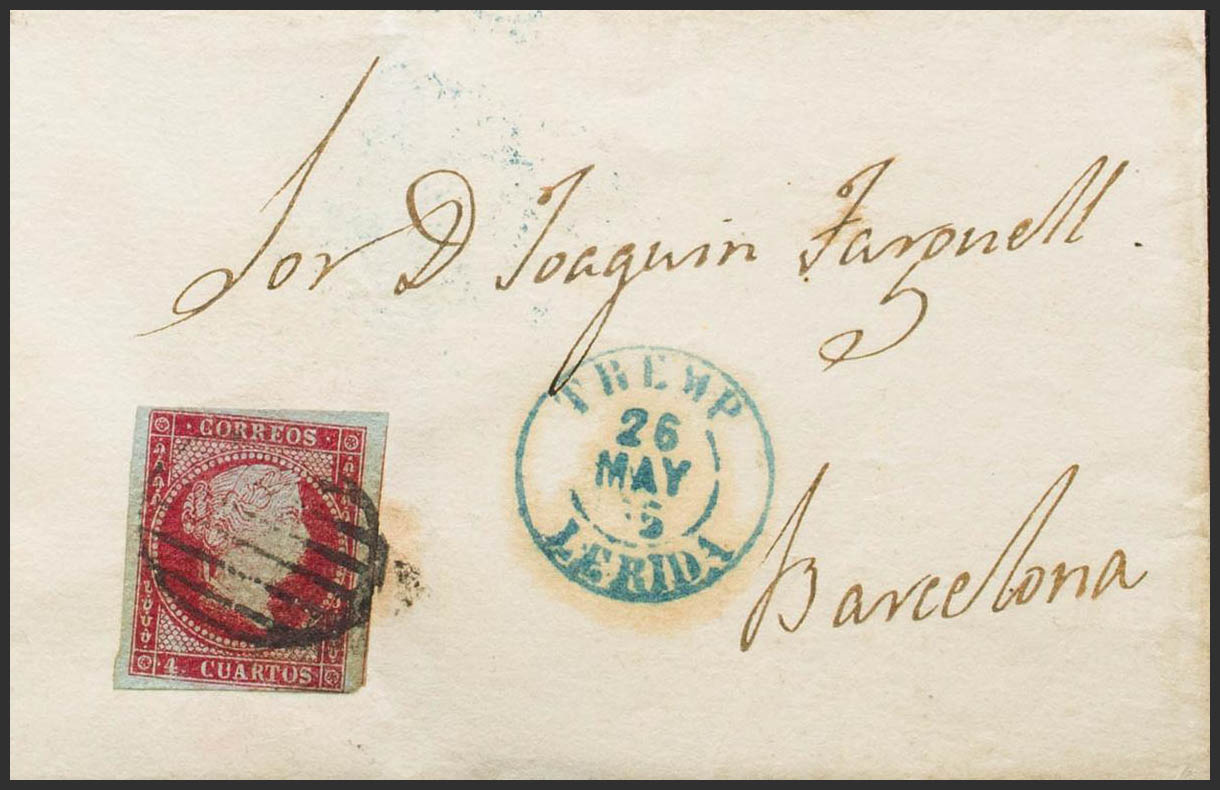 Sor D Joaquin Farguell.
TREMP
26
MAY
LERIDA
CORREOS
4. CUARTOS
Barcelona